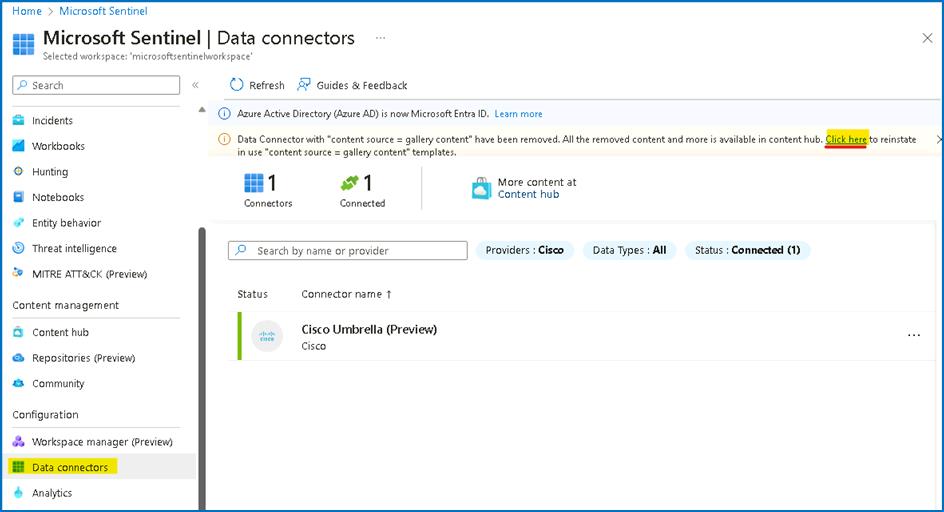 Home > Microsoft Sentinel
Microsoft Sentinel | Data connectors ...
Selected workspace: 'microsoftsentinelworkspace'
Search
«
Incidents
Workbooks
Hunting
Notebooks
Entity behavior
Threat intelligence
MITRE ATT&CK (Preview)
Content management
Content hub
Repositories (Preview)
Community
Configuration
Workspace manager (Preview)
Data connectors
Analytics
Refresh
Guides & Feedback
Azure Active Directory (Azure AD) is now Microsoft Entra ID. Learn more
Data Connector with "content source = gallery content" have been removed. All the removed content and more is available in content hub. Click here to reinstate
in use "content source = gallery content" templates.
1
Connectors
1
Connected
More content at
Content hub
Search by name or provider
Providers : Cisco
Data Types : All
Status : Connected (1)
Status
Connector name ↑
cisco
Cisco Umbrella (Preview)
Cisco
...